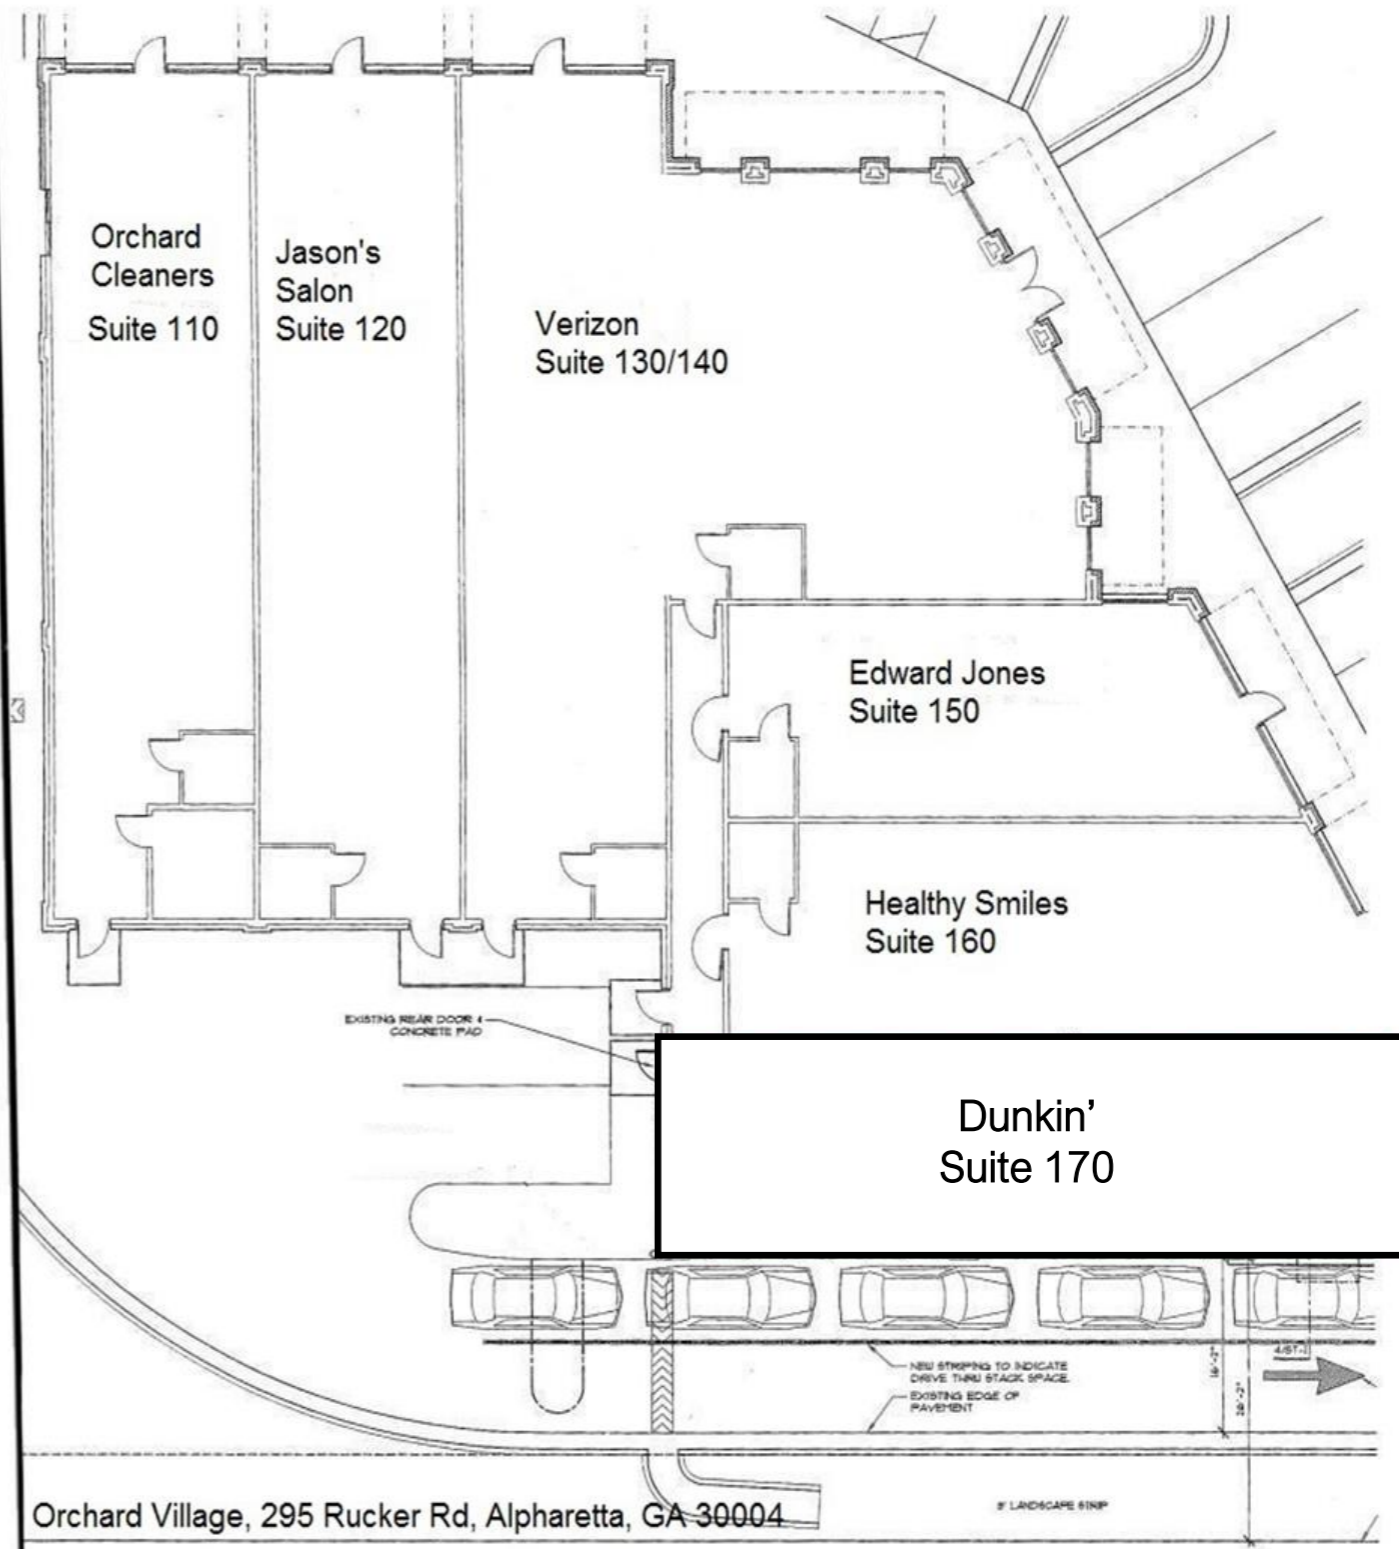 Orchard
Cleaners
Suite 110
Jason's
Salon
Suite 120
Verizon
Suite 130/140
Edward Jones
Suite 150
Healthy Smiles
Suite 160
EXISTING REAR DOOR &
CONCRETE PAD
Dunkin’
Suite 170
NEW STRIPING TO INDICATE
DRIVE THRU STACK SPACE.
EXISTING EDGE OF
PAVEMENT
Orchard Village, 295 Rucker Rd, Alpharetta, GA 30004
LANDSCAPE STRIP